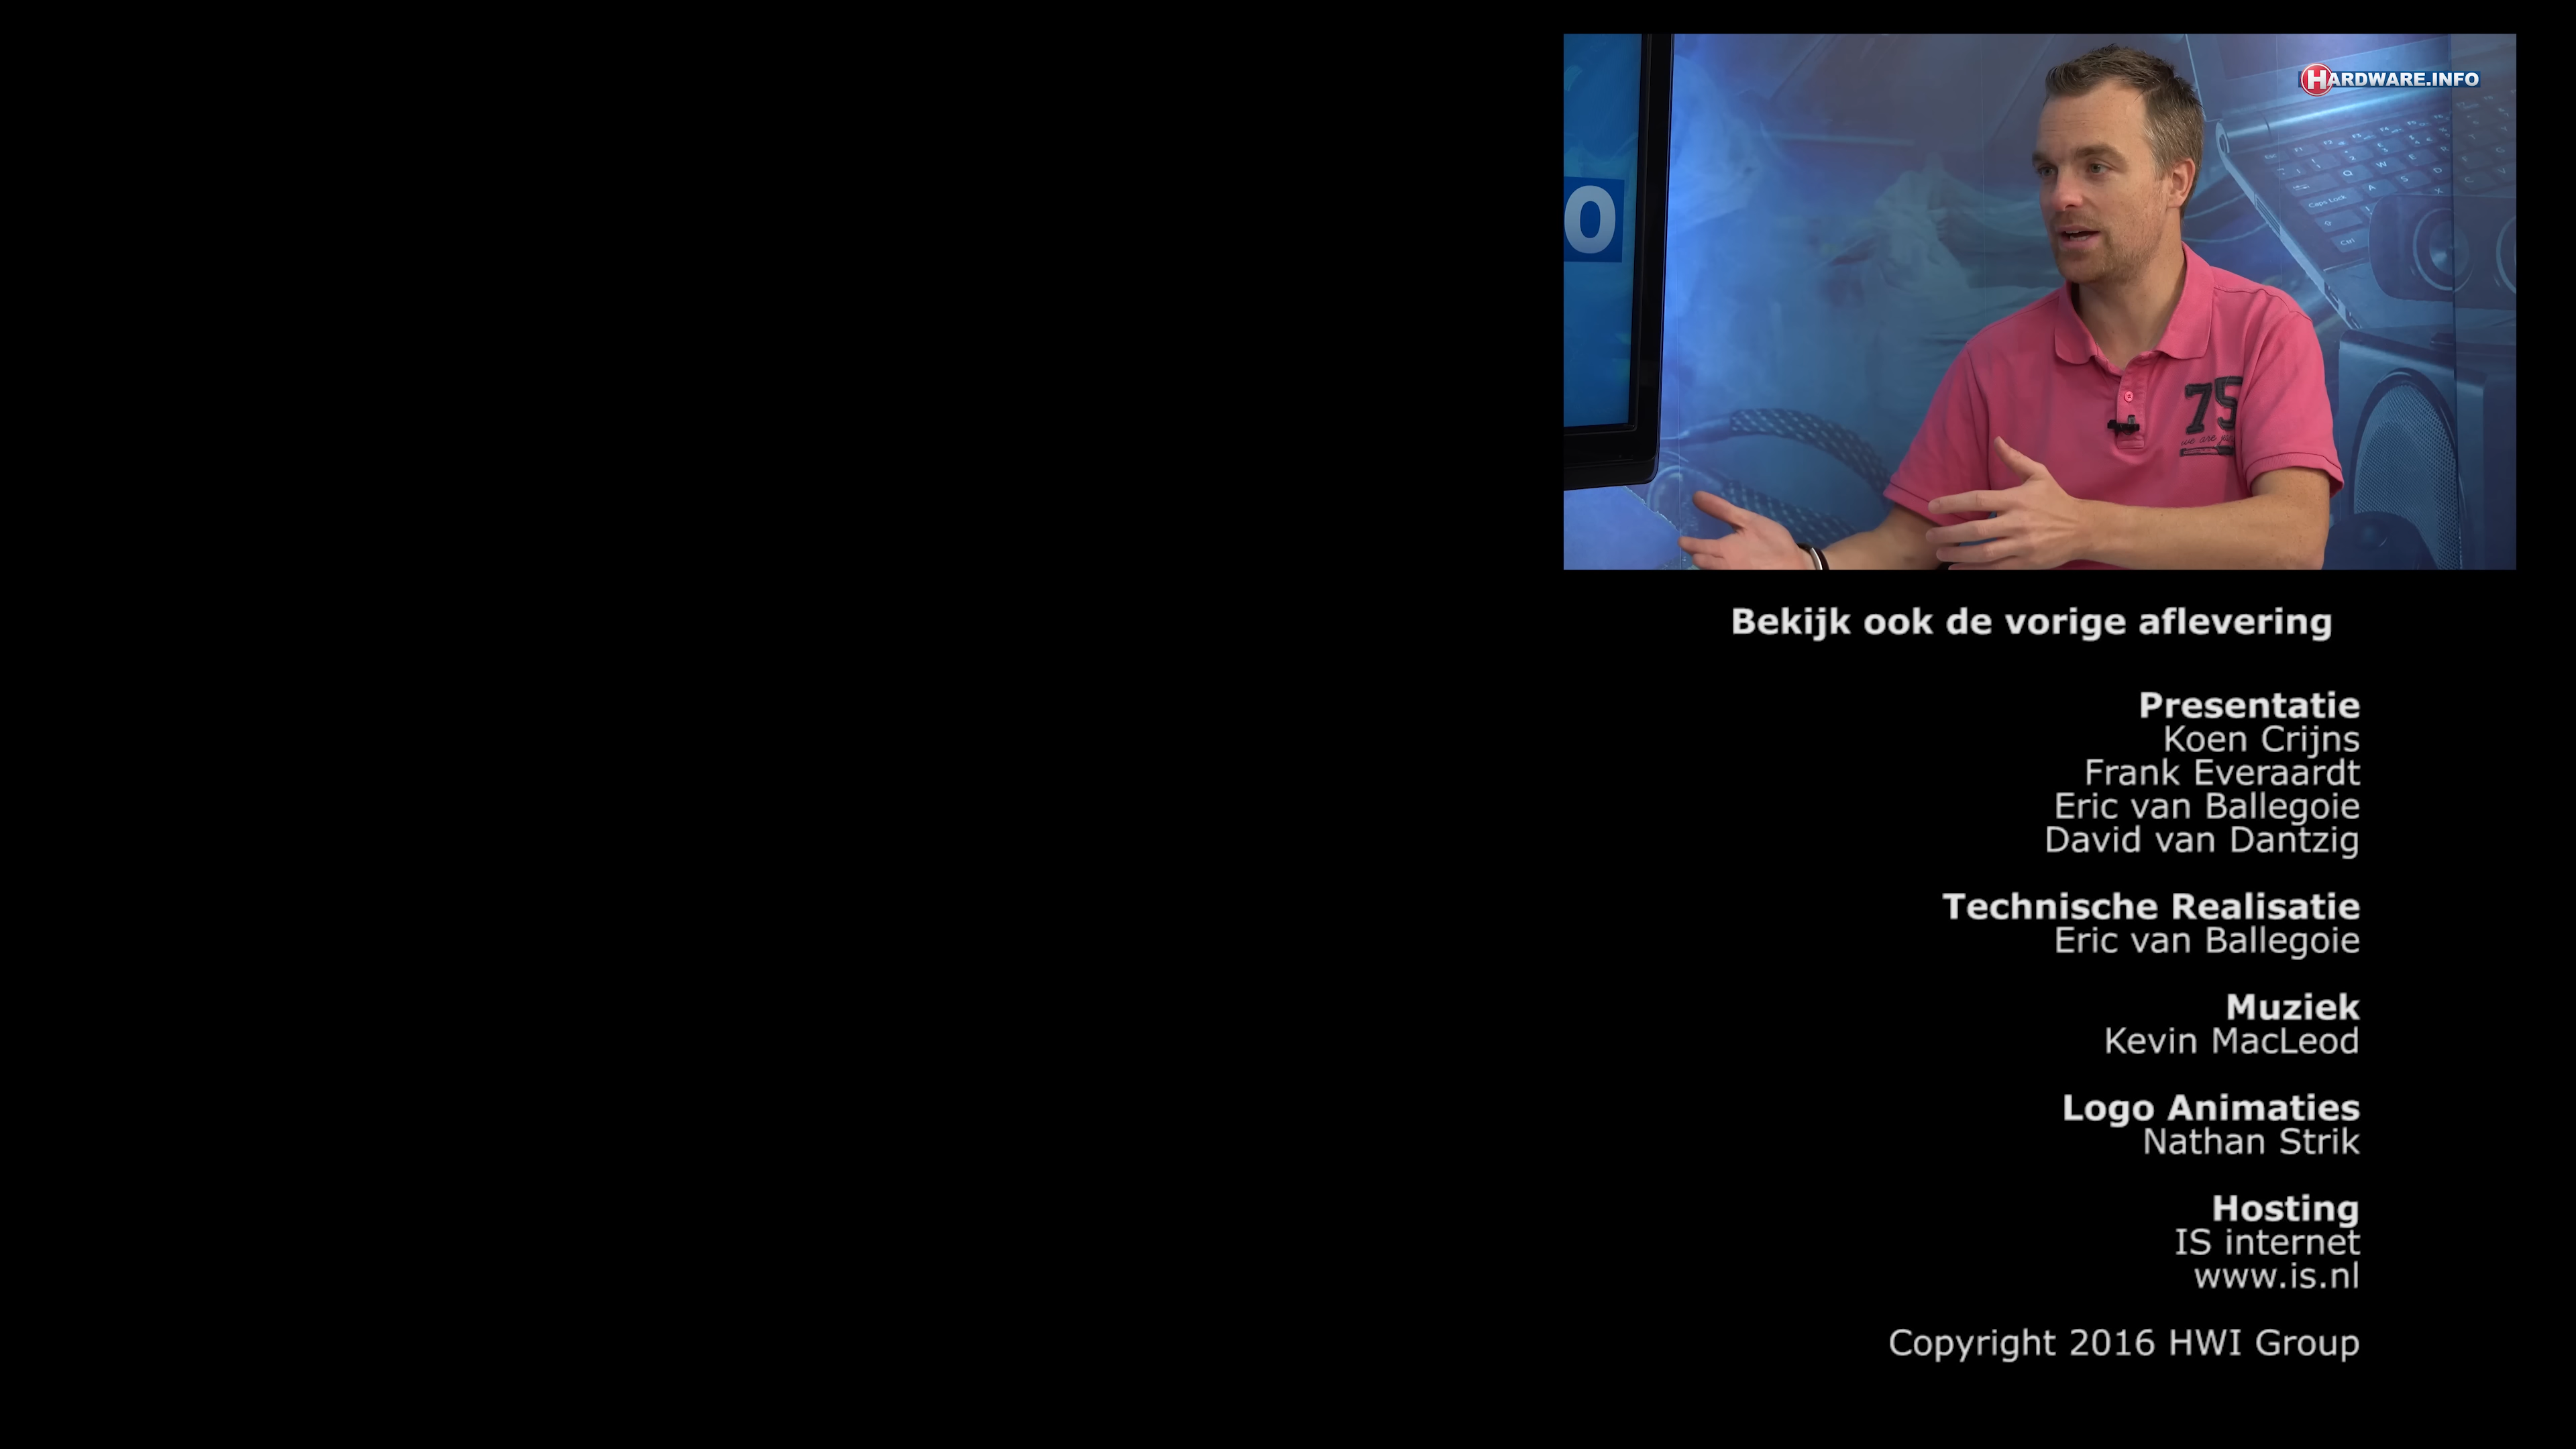 HARDWARE.INFO
O
75
Bekijk ook de vorige aflevering
Presentatie
Koen Crijns
Frank Everaardt
Eric van Ballegoie
David van Dantzig
Technische Realisatie
Eric van Ballegoie
Muziek
Kevin MacLeod
Logo Animaties
Nathan Strik
Hosting
IS internet
www.is.nl
Copyright 2016 HWI Group